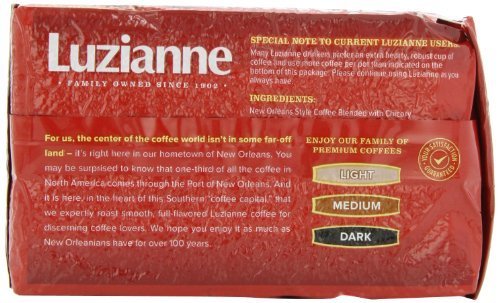 Luzianne
• FAMILY OWNED SINCE 1902 •
SPECIAL NOTE TO CURRENT LUZIANNE USERS:
Many Luzianne drinkers prefer an extra hearty, robust cup of
coffee and use more coffee per pot than indicated on the
bottom of this package. Please continue using Luzianne as you
always have.
INGREDIENTS:
New Orleans Style Coffee Blended with Chicory
For us, the center of the coffee world isn't in some far-off
land – it's right here in our hometown of New Orleans. You
may be surprised to know that one-third of all the coffee in
North America comes through the Port of New Orleans. And
it is here, in the heart of this Southern "coffee capital," that
we expertly roast smooth, full-flavored Luzianne coffee for
discerning coffee lovers. We hope you enjoy it as much as
New Orleanians have for over 100 years.
ENJOY OUR FAMILY OF
PREMIUM COFFEES
LIGHT
MEDIUM
DARK
YOUR SATISFACTION
GUARANTEED